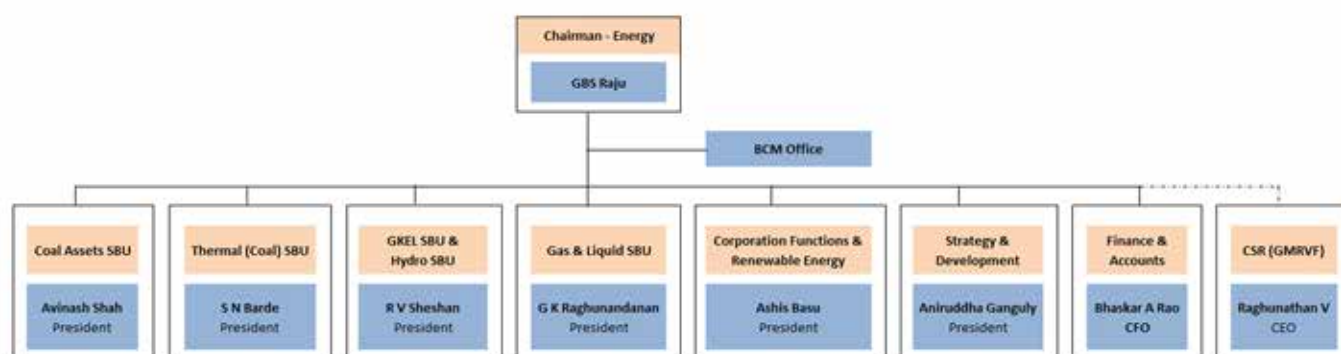 Chairman - Energy
GBS Raju
BCM Office
Coal Assets SBU
Avinash Shah
President
Thermal (Coal) SBU
S N Barde
President
GKEL SBU &
Hydro SBU
R V Sheshan
President
Gas & Liquid SBU
G K Raghunandanan
President
Corporation Functions &
Renewable Energy
Ashis Basu
President
Strategy &
Development
Aniruddha Ganguly
President
Finance &
Accounts
Bhaskar A Rao
CFO
CSR (GMRVF)
Raghunathan V
CEO